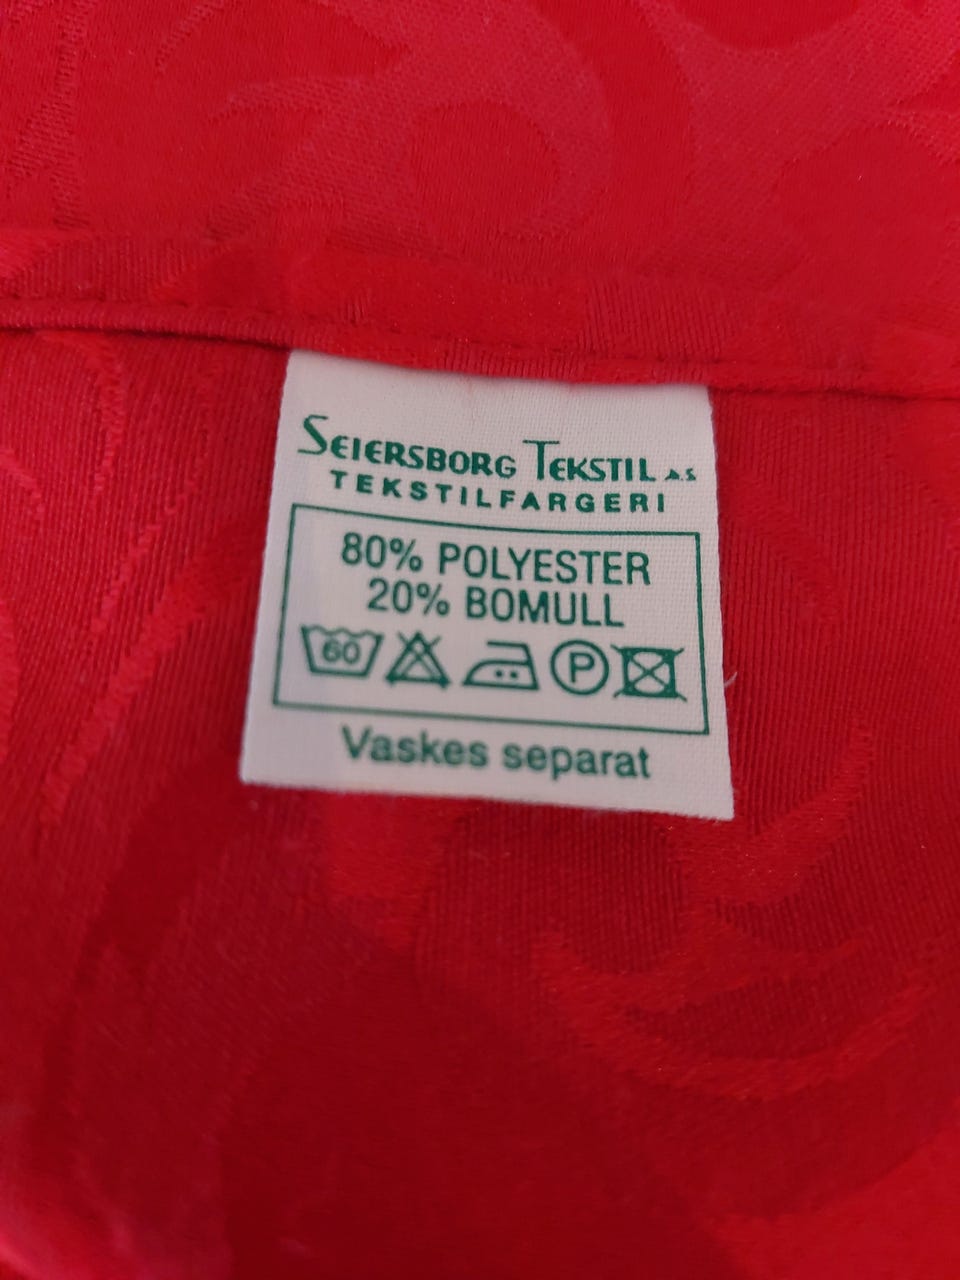 SEIERSBORG TEKSTIL A.S
TEKSTILFARGERI
80% POLYESTER
20% BOMULL
60 P
Vaskes separat